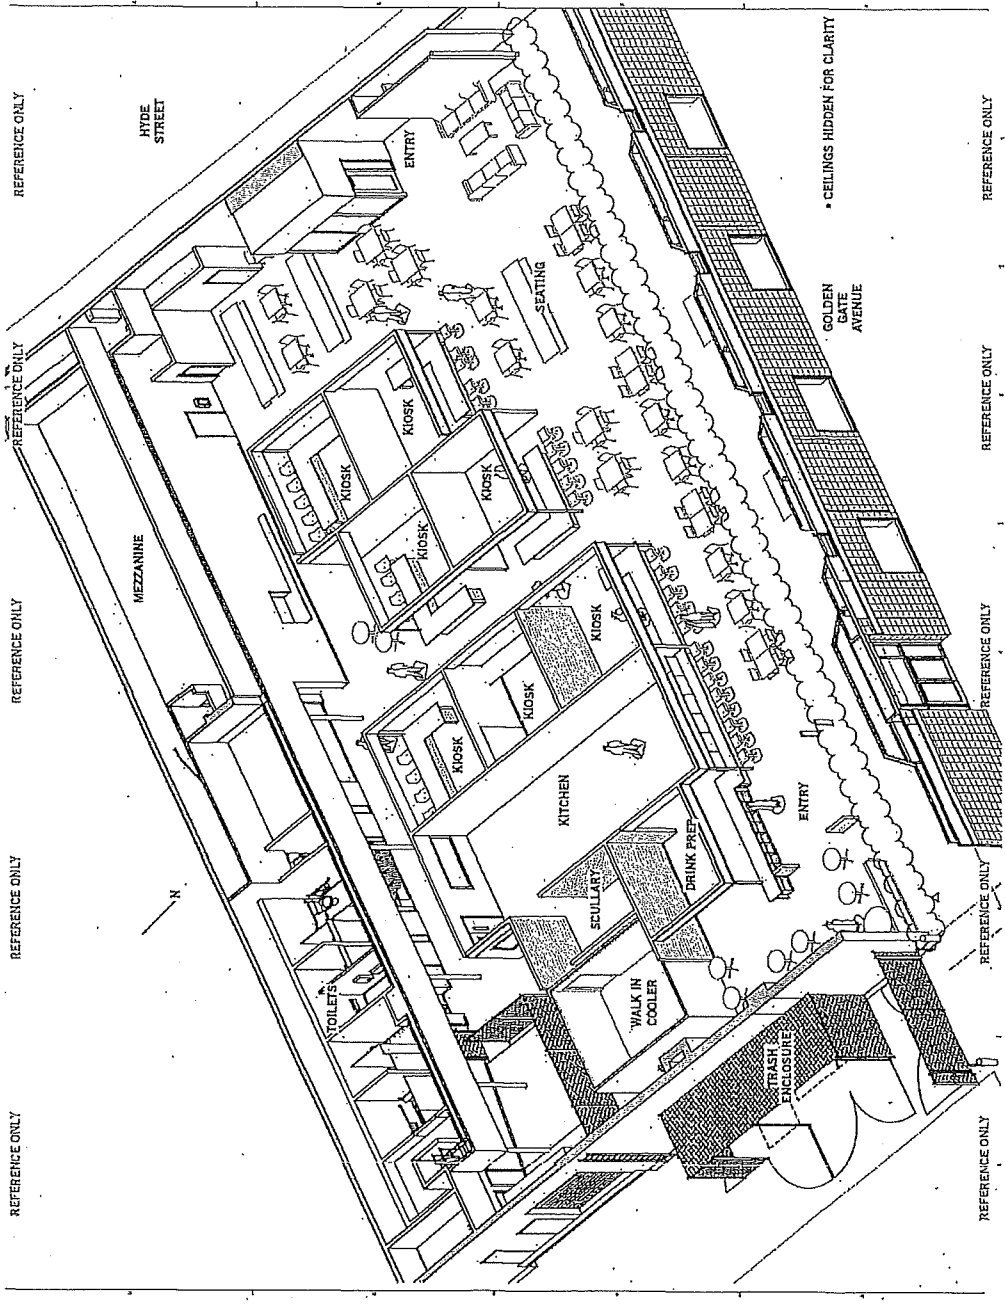 REFERENCE ONLY
REFERENCE ONLY
REFERENCE ONLY
REFERENCE ONLY
REFERENCE ONLY
HYDE
STREET
MEZZANINE
N
TOILETS
ENTRY
SEATING
KIOSK
KIOSK
KIOSK
KIOSK
KIOSK
KIOSK
KIOSK
KITCHEN
SCULLARY
DRINK PREP
WALK IN
COOLER
ENTRY
TRASH
ENCLOSURE
GOLDEN
GATE
AVENUE
* CEILINGS HIDDEN FOR CLARITY
REFERENCE ONLY
REFERENCE ONLY
REFERENCE ONLY
REFERENCE ONLY
REFERENCE ONLY